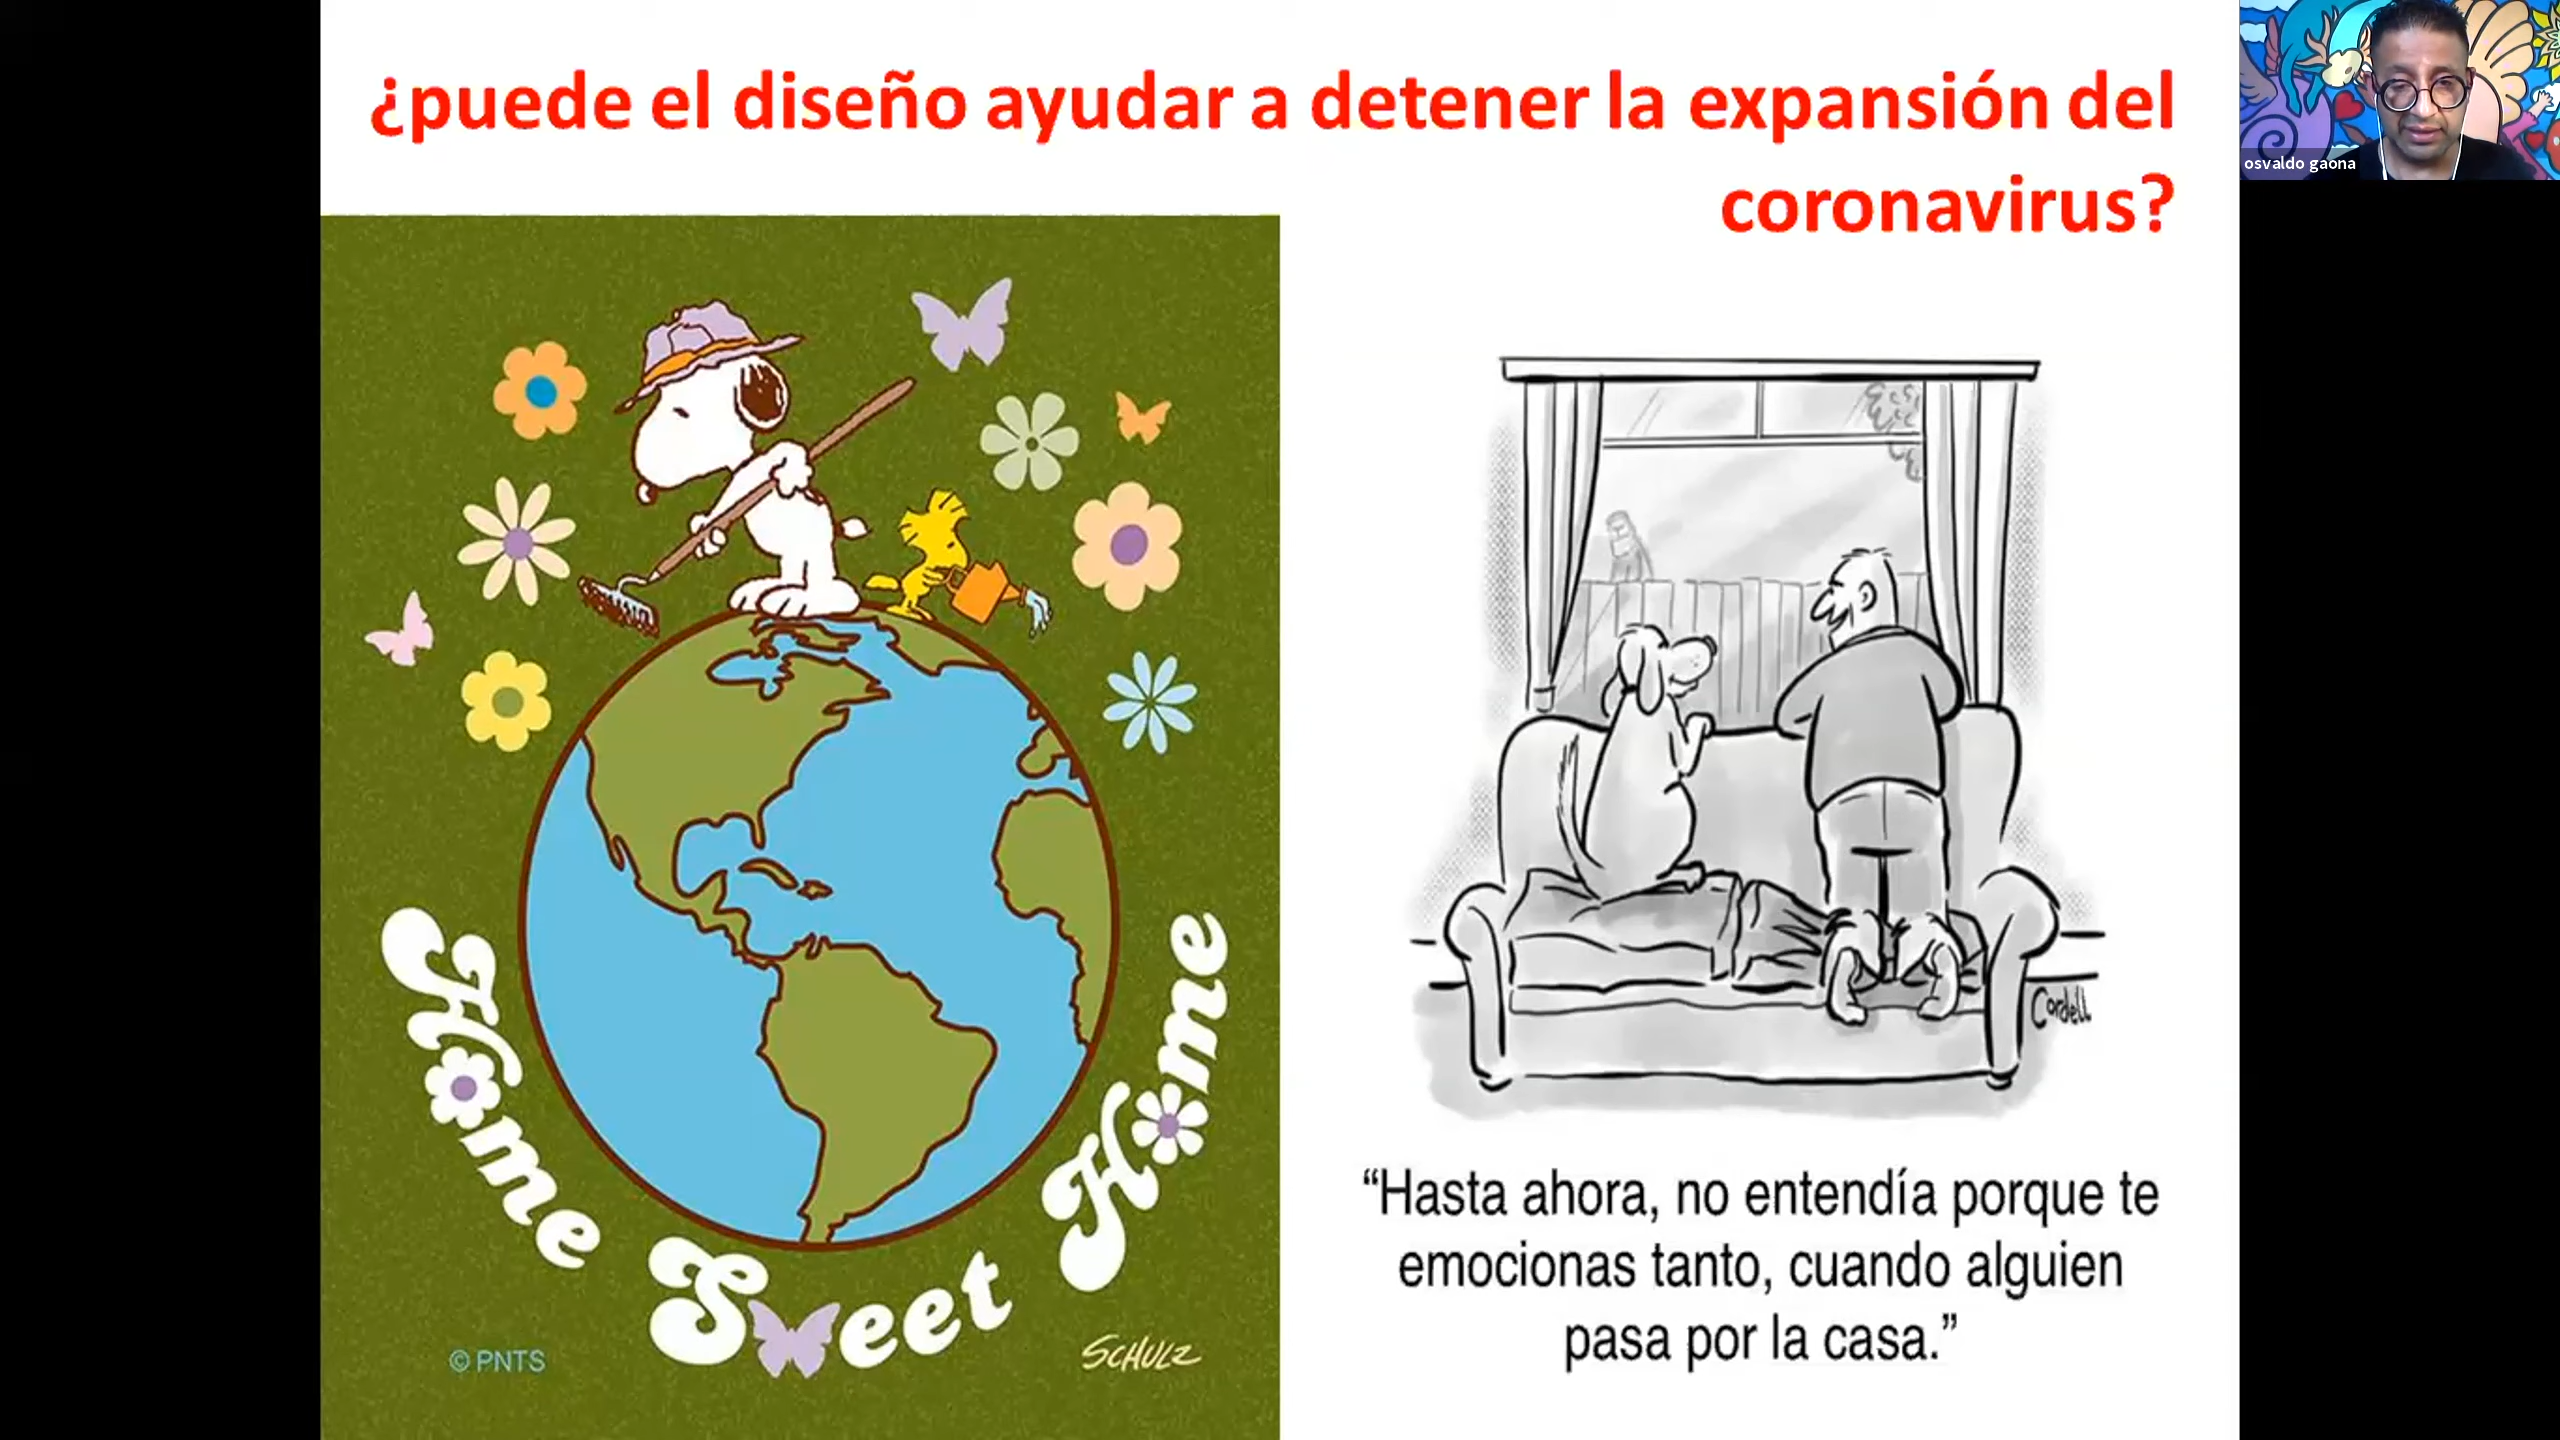 ¿puede el diseño ayudar a detener la expansión del
coronavirus?
osvaldo gaona
Home Sweet Home
© PNTS
SCHULZ
Cordell
“Hasta ahora, no entendía porque te
emocionas tanto, cuando alguien
pasa por la casa.”